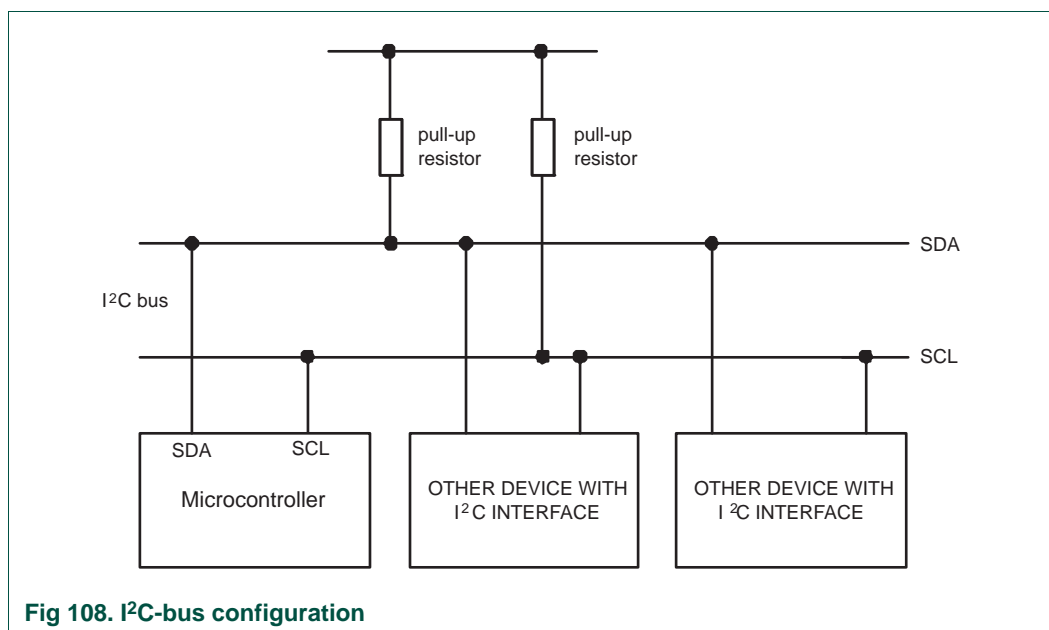 pull-up
resistor
pull-up
resistor
SDA
I2C bus
SCL
SDA
SCL
Microcontroller
OTHER DEVICE WITH
I2C INTERFACE
OTHER DEVICE WITH
I 2C INTERFACE
Fig 108. I2C-bus configuration